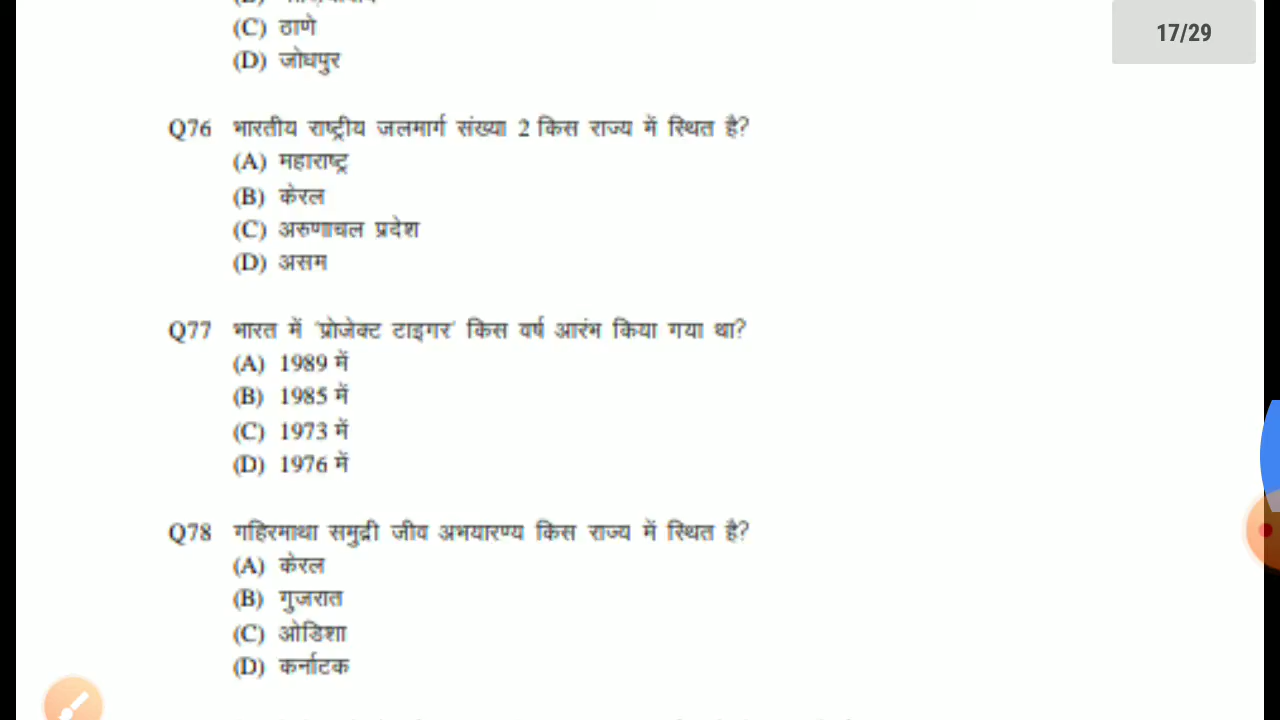 (C) ठाणे
17/29
(D) जोधपुर
Q76 भारतीय राष्ट्रीय जलमार्ग संख्या 2 किस राज्य में स्थित है?
(A) महाराष्ट्र
(B) केरल
(C) अरुणाचल प्रदेश
(D) असम
Q77 भारत में 'प्रोजेक्ट टाइगर' किस वर्ष आरंभ किया गया था?
(A) 1989 में
(B) 1985 में
(C) 1973 में
(D) 1976 में
Q78 गहिरमाथा समुद्री जीव अभयारण्य किस राज्य में स्थित है?
(A) केरल
(B) गुजरात
(C) ओडिशा
(D) कर्नाटक